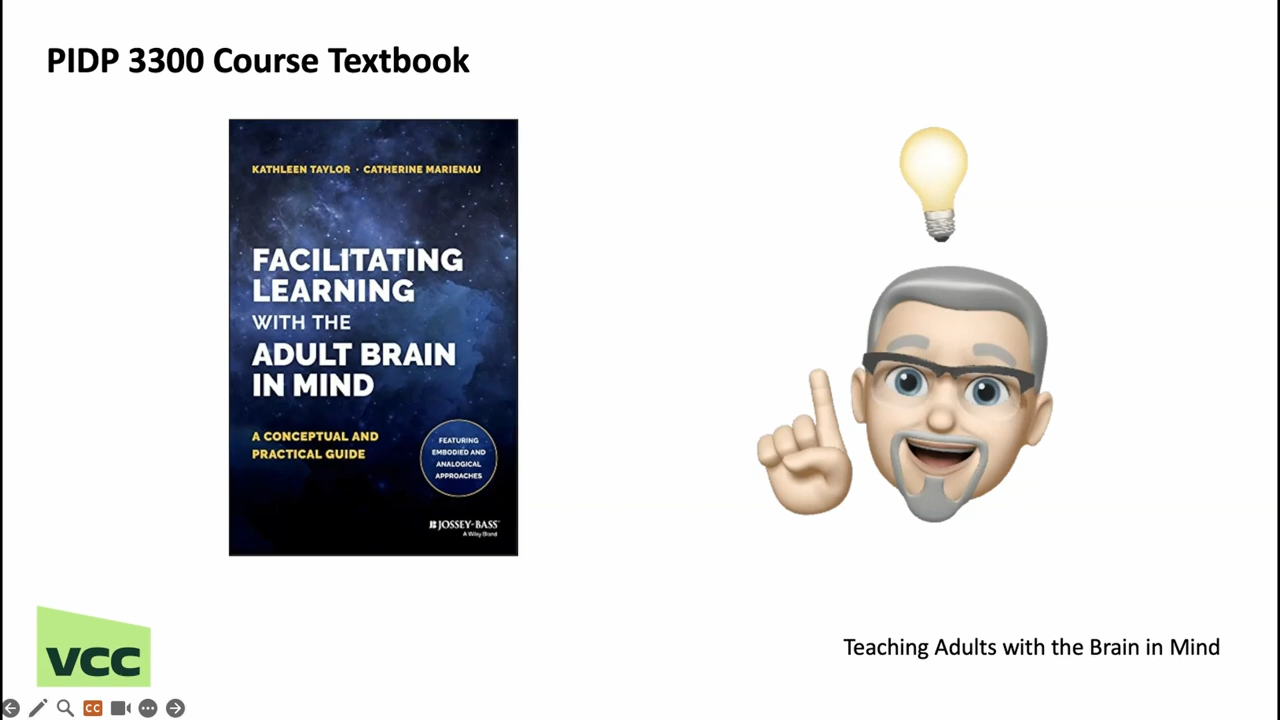 PIDP 3300 Course Textbook
KATHLEEN TAYLOR · CATHERINE MARIENAU
FACILITATING
LEARNING
WITH THE
ADULT BRAIN
IN MIND
A CONCEPTUAL AND
PRACTICAL GUIDE
FEATURING
EMBODIED AND
ANALOGICAL
APPROACHES
JOSSEY-BASS
A Wiley Brand
VCC
Teaching Adults with the Brain in Mind
CC